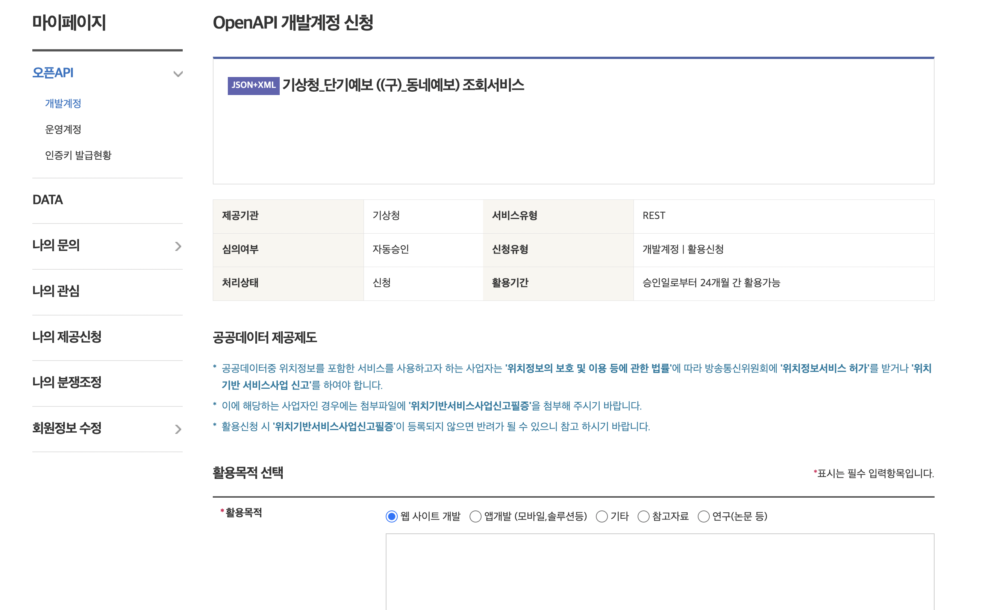 마이페이지
오픈API
개발계정
운영계정
인증키 발급현황
DATA
나의 문의
나의 관심
나의 제공신청
나의 분쟁조정
회원정보 수정
OpenAPI 개발계정 신청
JSON+XML 기상청_단기예보 ((구)_동네예보) 조회서비스
제공기관 기상청 서비스유형 REST
심의여부 자동승인 신청유형 개발계정 | 활용신청
처리상태 신청 활용기간 승인일로부터 24개월 간 활용가능
공공데이터 제공제도
* 공공데이터중 위치정보를 포함한 서비스를 사용하고자 하는 사업자는 '위치정보의 보호 및 이용 등에 관한 법률'에 따라 방송통신위원회에 '위치정보서비스 허가'를 받거나 '위치
기반 서비스사업 신고'를 하여야 합니다.
* 이에 해당하는 사업자인 경우에는 첨부파일에 '위치기반서비스사업신고필증'을 첨부해 주시기 바랍니다.
* 활용신청 시 '위치기반서비스사업신고필증'이 등록되지 않으면 반려가 될 수 있으니 참고 하시기 바랍니다.
활용목적 선택
*표시는 필수 입력항목입니다.
*활용목적 웹 사이트 개발 앱개발 (모바일,솔루션등) 기타 참고자료 연구(논문 등)